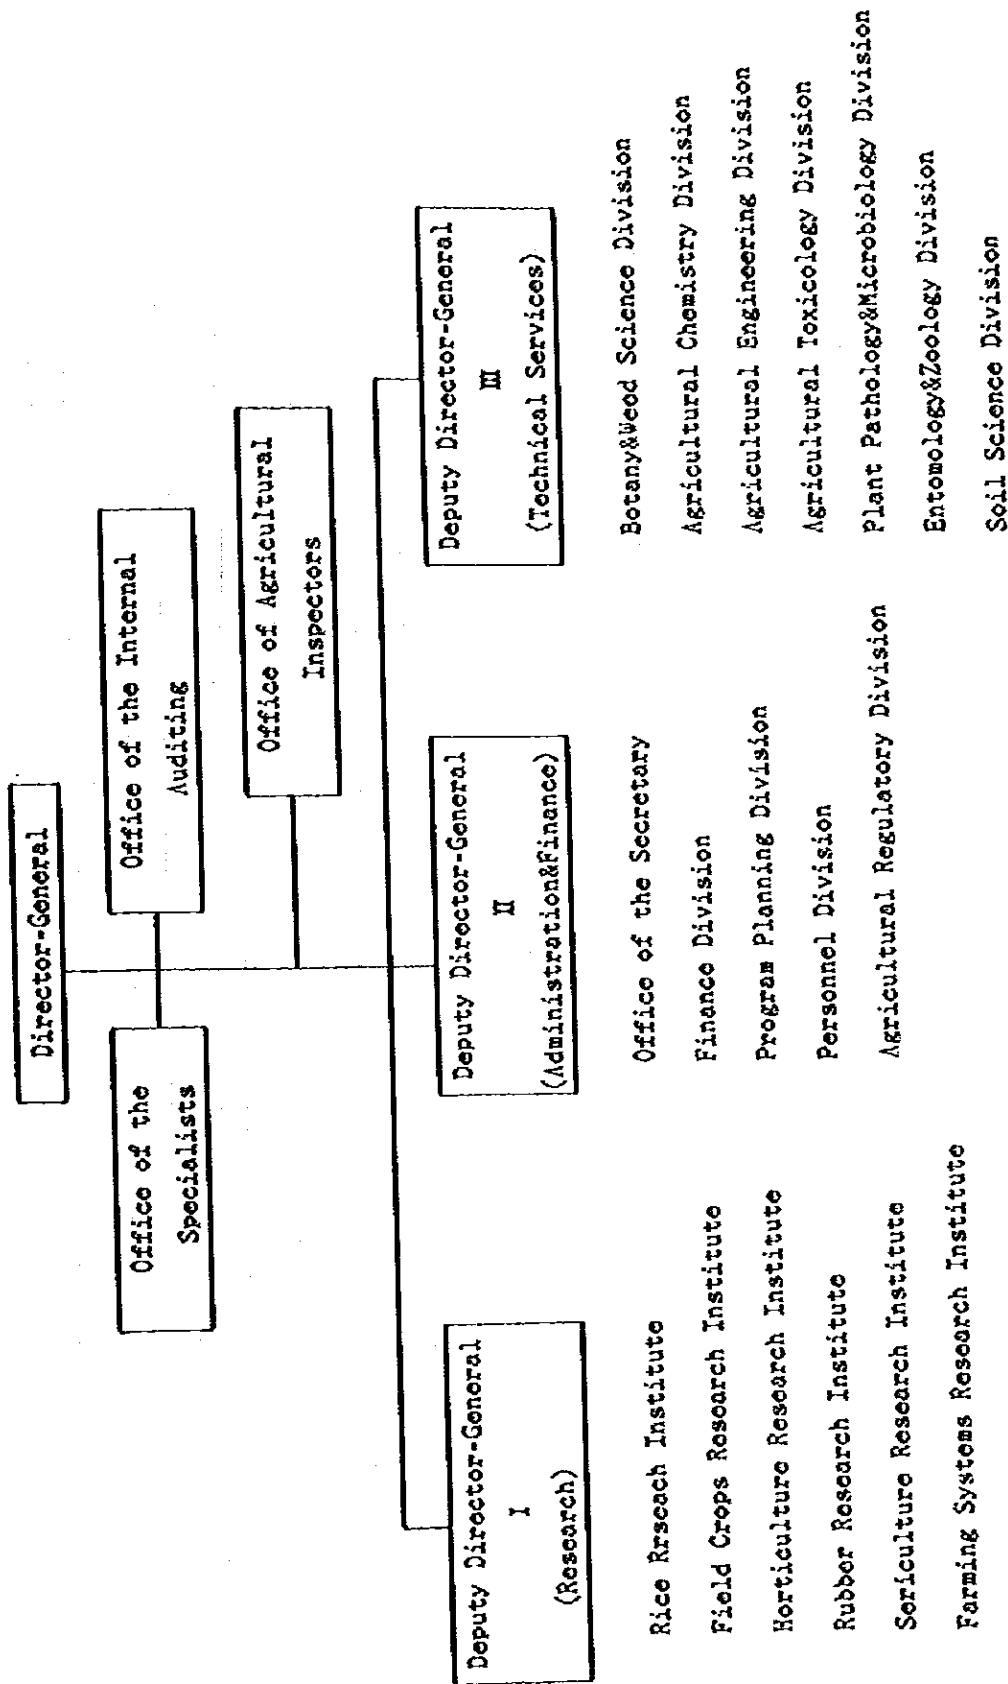 Director-General
Office of the
Specialists
Office of the Internal
Auditing
Office of Agricultural
Inspectors
Deputy Director-General
I
(Research)
Rice Rrseach Institute
Field Crops Research Institute
Horticulture Research Institute
Rubber Research Institute
Sericulture Research Institute
Farming Systems Research Institute
Deputy Director-General
II
(Administration&Finance)
Office of the Secretary
Finance Division
Program Planning Division
Personnel Division
Agricultural Regulatory Division
Deputy Director-General
III
(Technical Services)
Botany&Weed Science Division
Agricultural Chemistry Division
Agricultural Engineering Division
Agricultural Toxicology Division
Plant Pathology&Microbiology Division
Entomology&Zoology Division
Soil Science Division